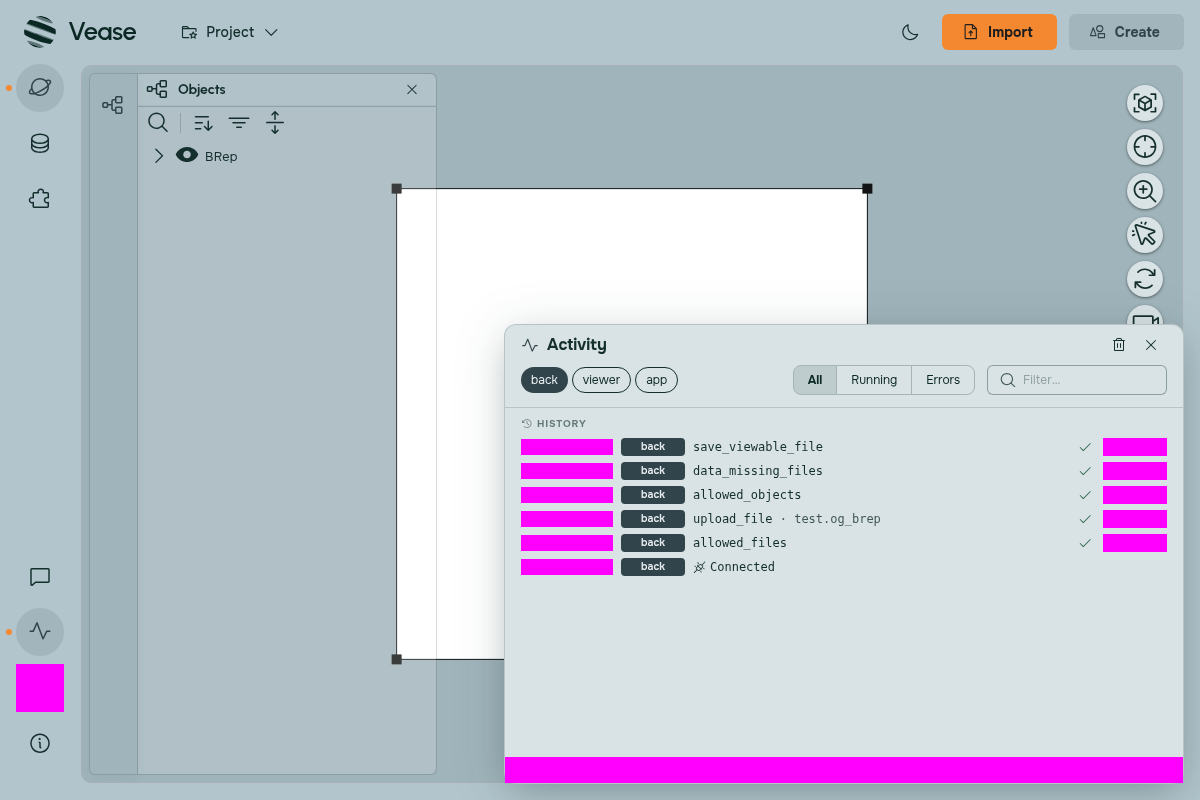 Vease
Project
Import
Create
Objects
BRep
Activity
back
viewer
app
All
Running
Errors
Filter...
HISTORY
back save_viewable_file
back data_missing_files
back allowed_objects
back upload_file · test.og_brep
back allowed_files
back Connected